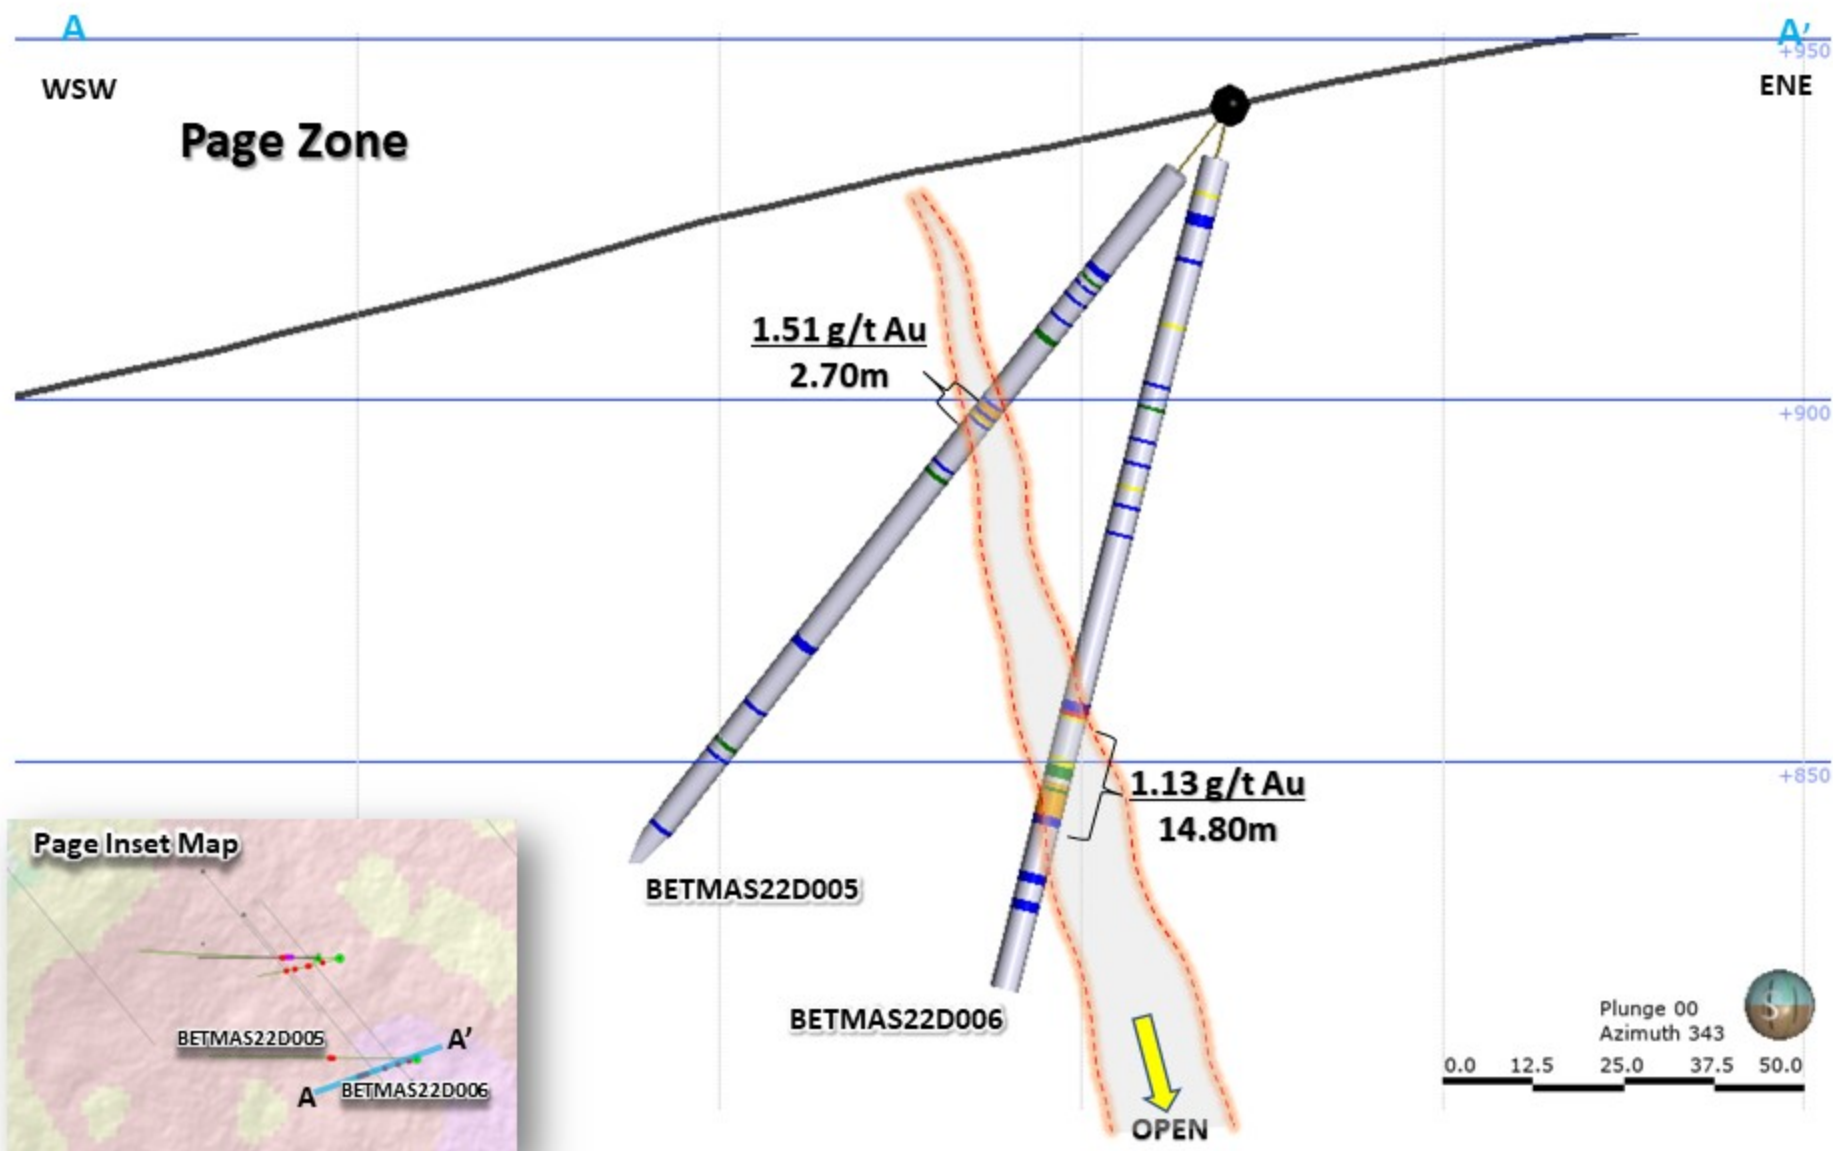 A
A'
+950
WSW
ENE
Page Zone
1.51 g/t Au
2.70m
+900
+850
1.13 g/t Au
14.80m
BETMAS22D005
BETMAS22D006
Page Inset Map
BETMAS22D005
A'
A
BETMAS22D006
OPEN
Plunge 00
Azimuth 343
S
0.0 12.5 25.0 37.5 50.0